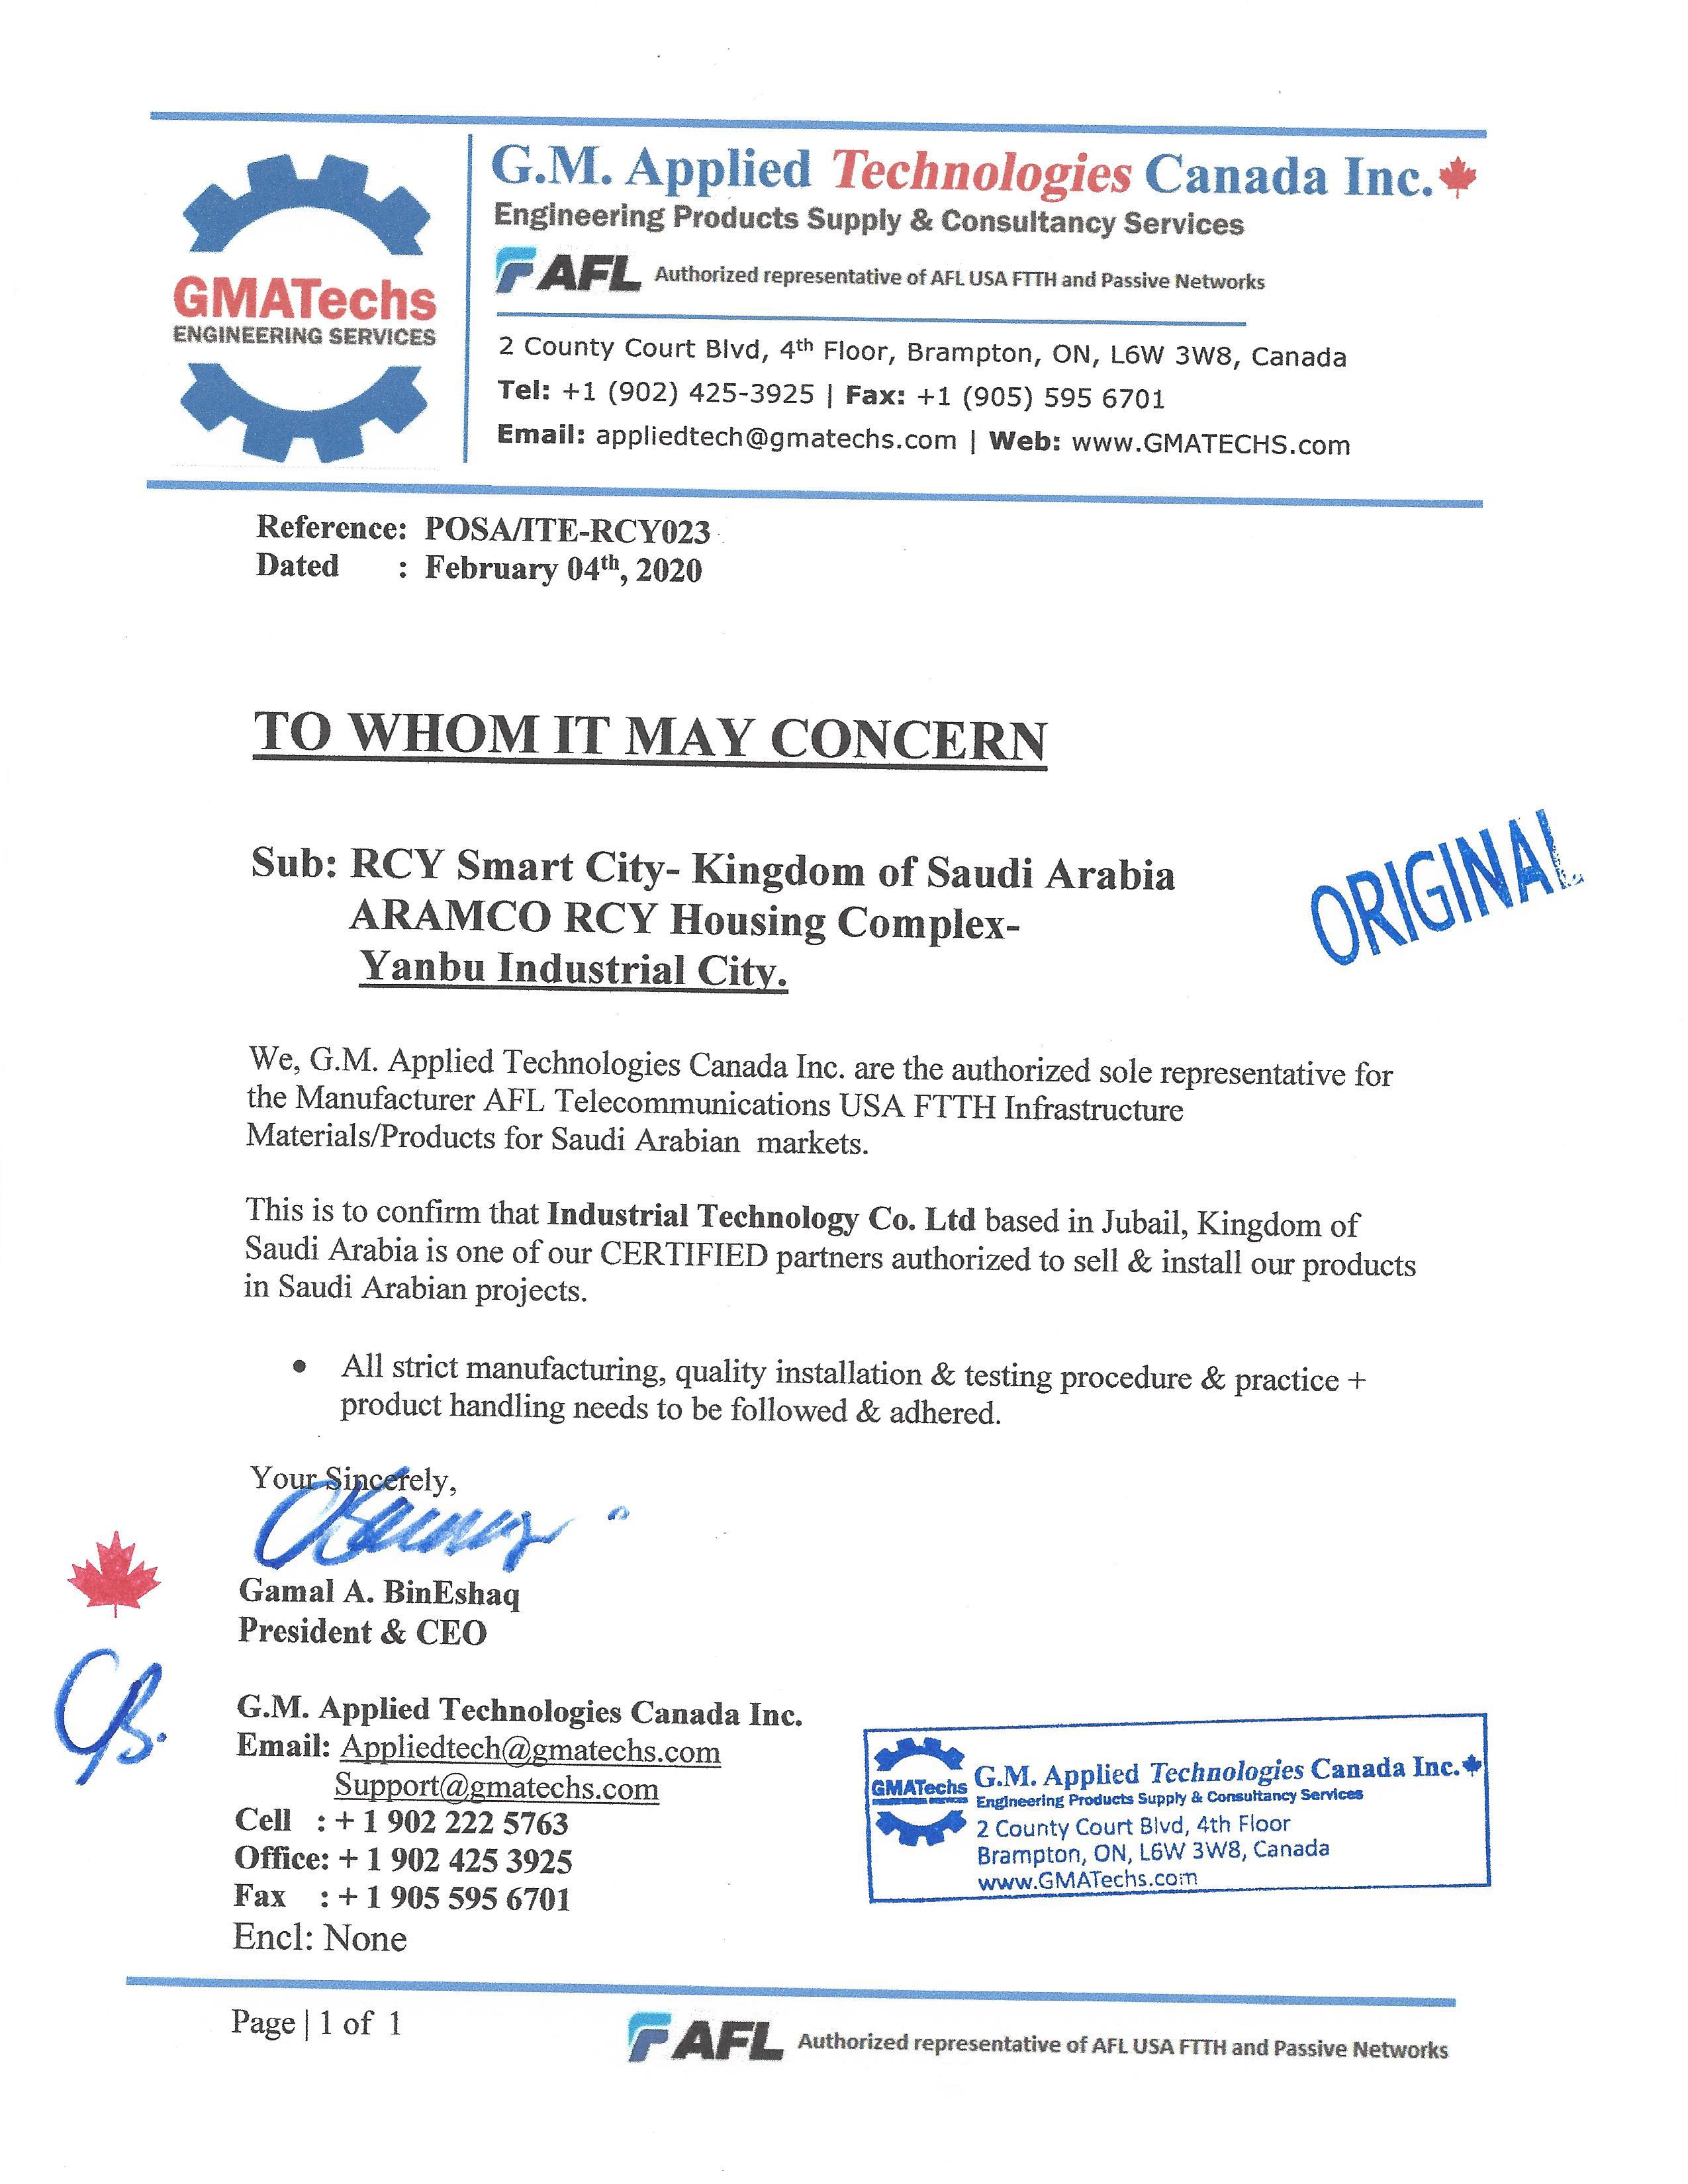 G.M. Applied Technologies Canada Inc.
Engineering Products Supply & Consultancy Services
AFL Authorized representative of AFL USA FTTH and Passive Networks
GMATechs
ENGINEERING SERVICES
2 County Court Blvd, 4th Floor, Brampton, ON, L6W 3W8, Canada
Tel: +1 (902) 425-3925 | Fax: +1 (905) 595 6701
Email: appliedtech@gmatechs.com | Web: www.GMATECHS.com
Reference: POSA/ITE-RCY023
Dated : February 04th, 2020
TO WHOM IT MAY CONCERN
Sub: RCY Smart City- Kingdom of Saudi Arabia
ARAMCO RCY Housing Complex-
Yanbu Industrial City.
ORIGINAL
We, G.M. Applied Technologies Canada Inc. are the authorized sole representative for
the Manufacturer AFL Telecommunications USA FTTH Infrastructure
Materials/Products for Saudi Arabian markets.
This is to confirm that Industrial Technology Co. Ltd based in Jubail, Kingdom of
Saudi Arabia is one of our CERTIFIED partners authorized to sell & install our products
in Saudi Arabian projects.
• All strict manufacturing, quality installation & testing procedure & practice +
product handling needs to be followed & adhered.
Your Sincerely,
Gamal A. BinEshaq
President & CEO
G.M. Applied Technologies Canada Inc.
Email: Appliedtech@gmatechs.com
Support@gmatechs.com
Cell : + 1 902 222 5763
Office: + 1 902 425 3925
Fax : + 1 905 595 6701
Encl: None
GMATechs
G.M. Applied Technologies Canada Inc.
Engineering Products Supply & Consultancy Services
2 County Court Blvd, 4th Floor
Brampton, ON, L6W 3W8, Canada
www.GMATechs.com
Page | 1 of 1
AFL Authorized representative of AFL USA FTTH and Passive Networks